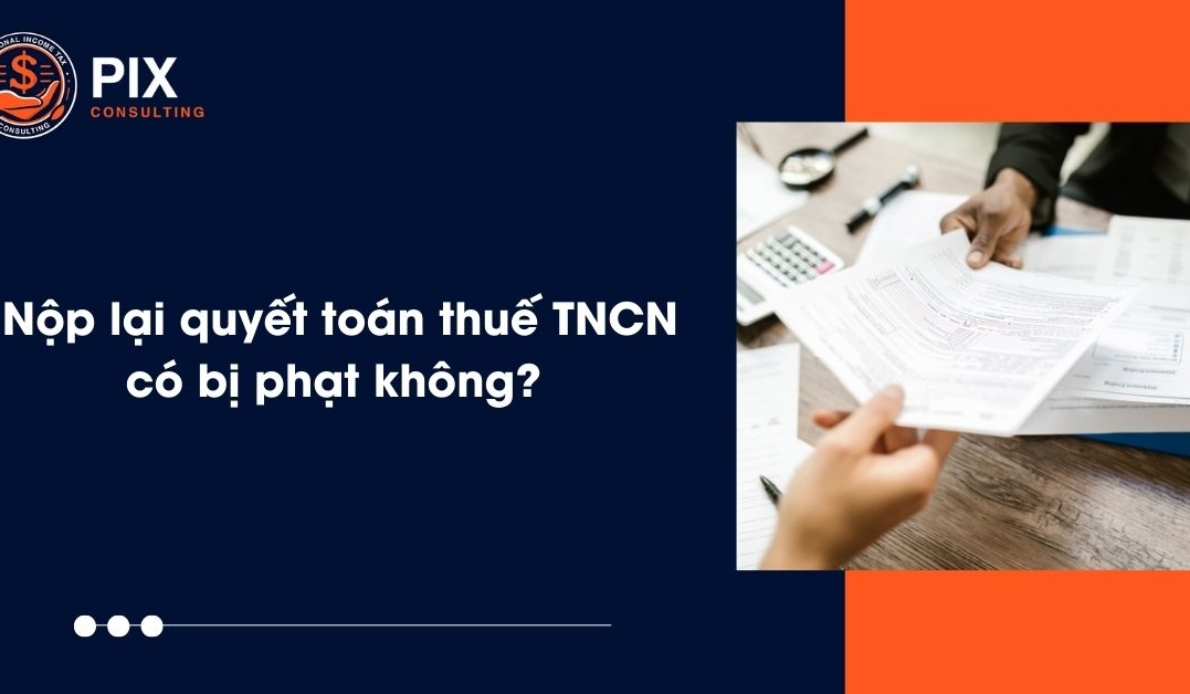 ONAL INCOME TAX
CONSULTING
PIX
CONSULTING
Nộp lại quyết toán thuế TNCN
có bị phạt không?